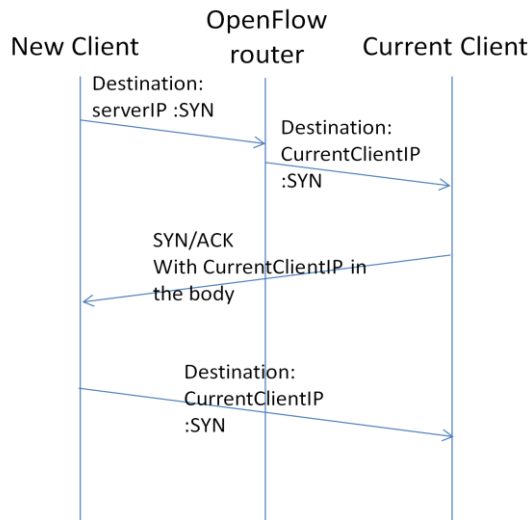 New Client
OpenFlow
router
Current Client
Destination:
serverIP :SYN
Destination:
CurrentClientIP
:SYN
SYN/ACK
With CurrentClientIP in
the body
Destination:
CurrentClientIP
:SYN